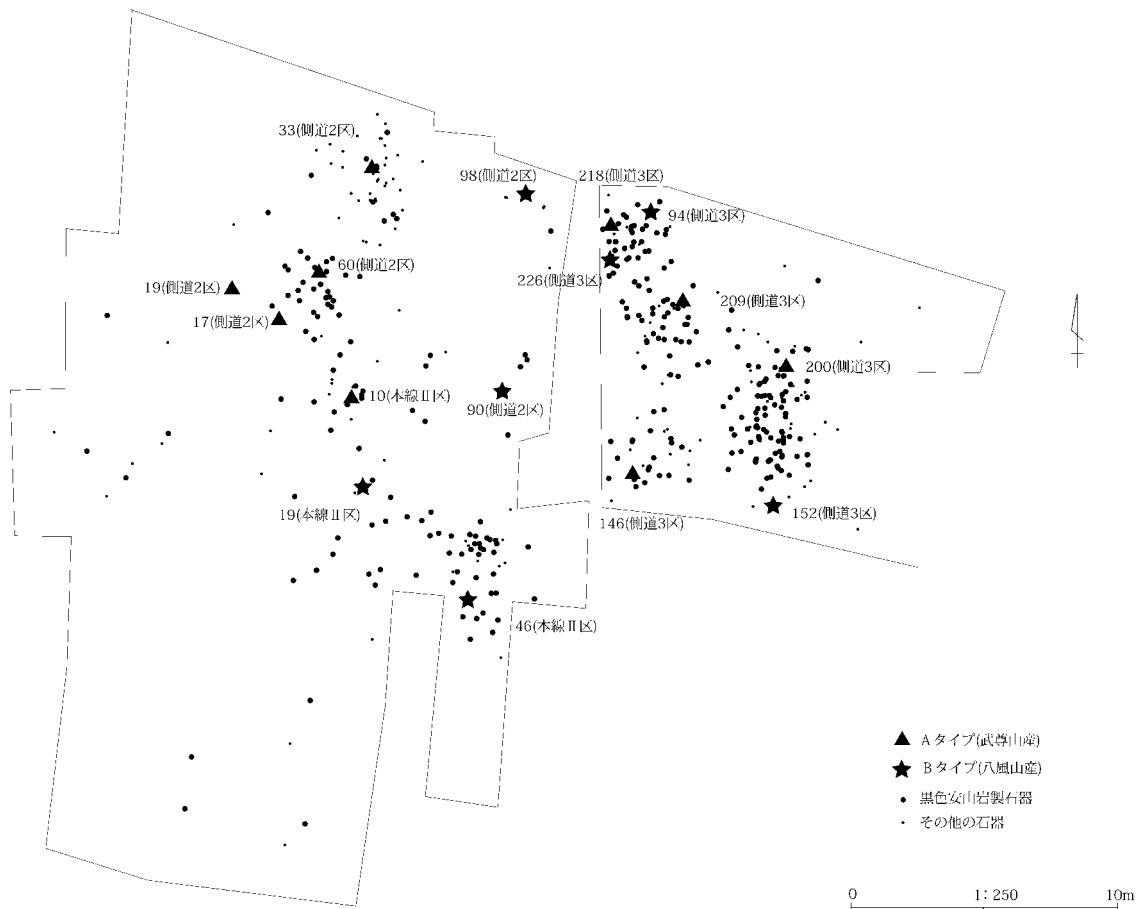 33(側道2区)
98(側道2区)
218(側道3区)
94(側道3区)
60(側道2区)
226(側道3区)
19(側道2区)
209(側道3区)
17(側道2区)
200(側道3区)
10(本線Ⅱ区)
90(側道2区)
19(本線Ⅱ区)
146(側道3区)
152(側道3区)
46(本線Ⅱ区)
Aタイプ(武尊山産)
Bタイプ(八風山産)
黒色安山岩製石器
その他の石器
0 1:250 10m